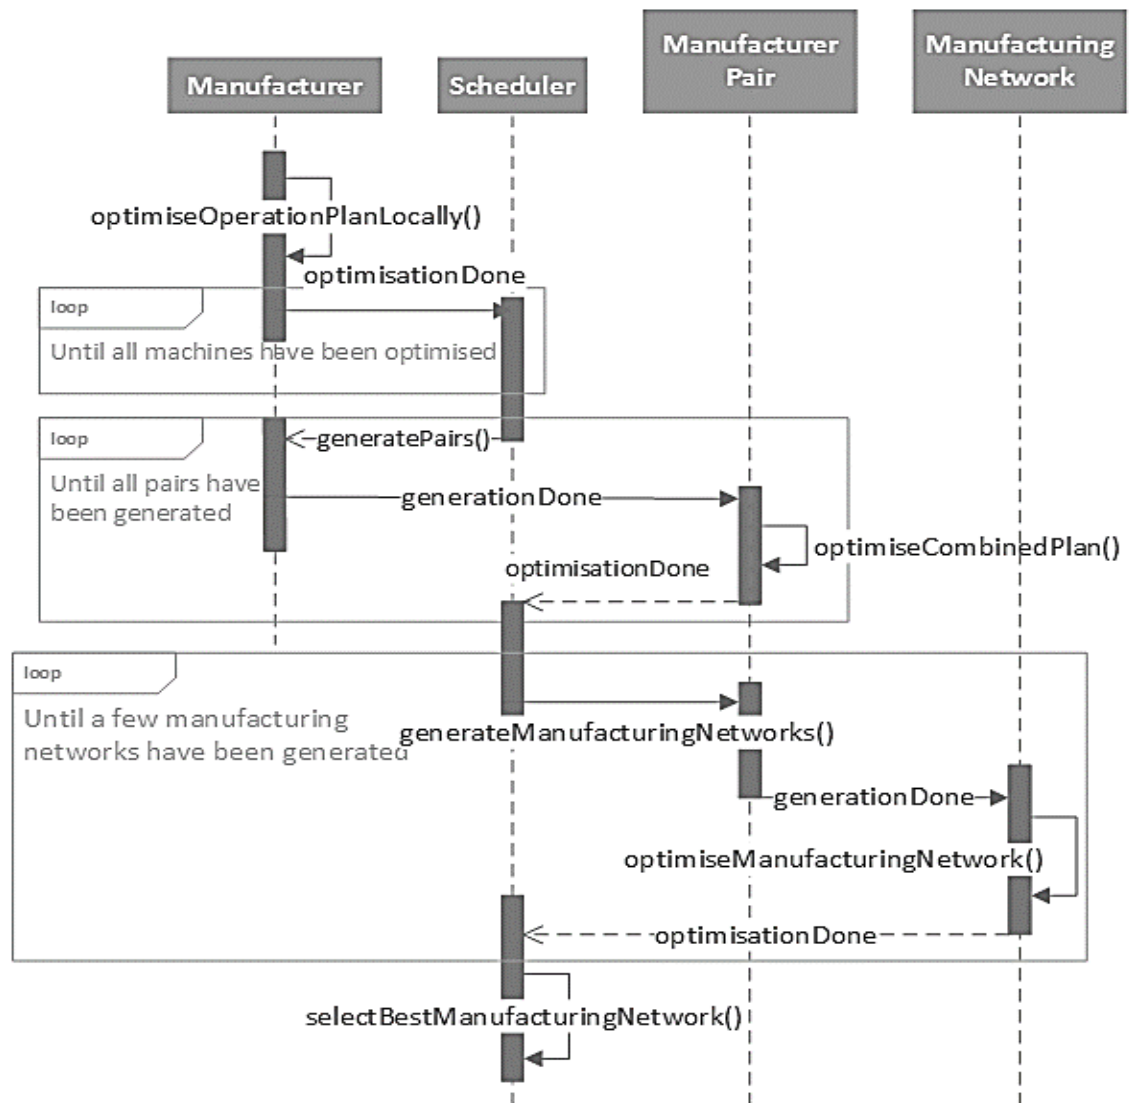 Manufacturer
Scheduler
Manufacturer
Pair
Manufacturing
Network
optimiseOperationPlanLocally()
optimisationDone
loop
Until all machines have been optimised
loop
generatePairs()
Until all pairs have
been generated
generationDone
optimiseCombinedPlan()
optimisationDone
loop
Until a few manufacturing
networks have been generated
generateManufacturingNetworks()
generationDone
optimiseManufacturingNetwork()
optimisationDone
selectBestManufacturingNetwork()